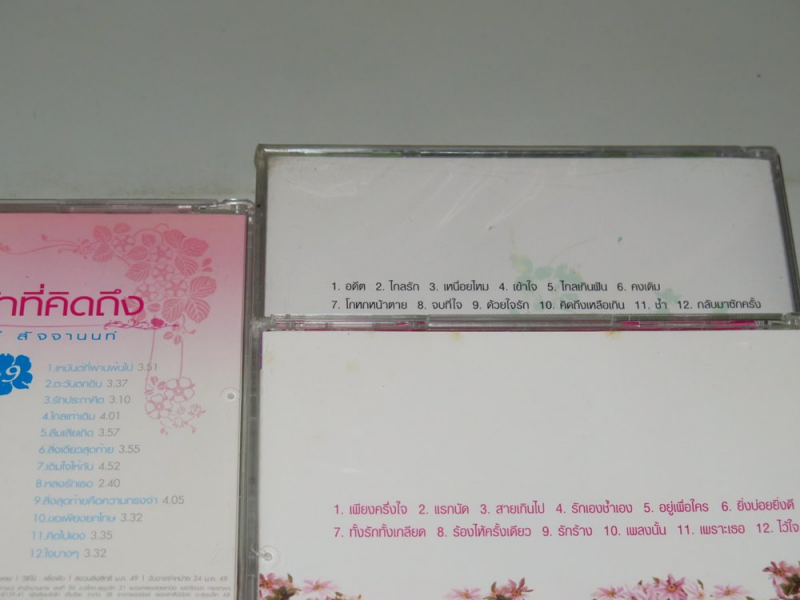 ที่คิดถึง
สัจจานนท์
9
1.เหมันต์ที่ผ่านพ้นไป 3.51
2.ตะวันตกดิน 3.37
3.รักประกาศิต 3.10
4.ไกลเท่าเดิม 4.01
5.ลืมเสียเถิด 3.57
6.สิ่งเดียวสุดท้าย 3.55
7.เติมใจให้กัน 4.52
8.หลงรักเธอ 2.40
9.สิ่งสุดท้ายคือความทรงจำ 4.05
10.ขอเพียงยกโทษ 3.32
11.คิดไปเอง 3.35
12.ใจบางๆ 3.32
1. อดีต 2. ไกลรัก 3. เหนื่อยไหม 4. เข้าใจ 5. ไกลเกินฝัน 6. คงเดิม
7. โกหกหน้าตาย 8. จบที่ใจ 9. ด้วยใจรัก 10. คิดถึงเหลือเกิน 11. ช้ำ 12. กลับมาซักครั้ง
1. เพียงครึ่งใจ 2. แรกนัด 3. สายเกินไป 4. รักเองช้ำเอง 5. อยู่เพื่อใคร 6. ยิ่งบ่อยยิ่งดี
7. ทั้งรักทั้งเกลียด 8. ร้องไห้ครั้งเดียว 9. รักร้าง 10. เพลงนั้น 11. เพราะเธอ 12. ไว้ใจ